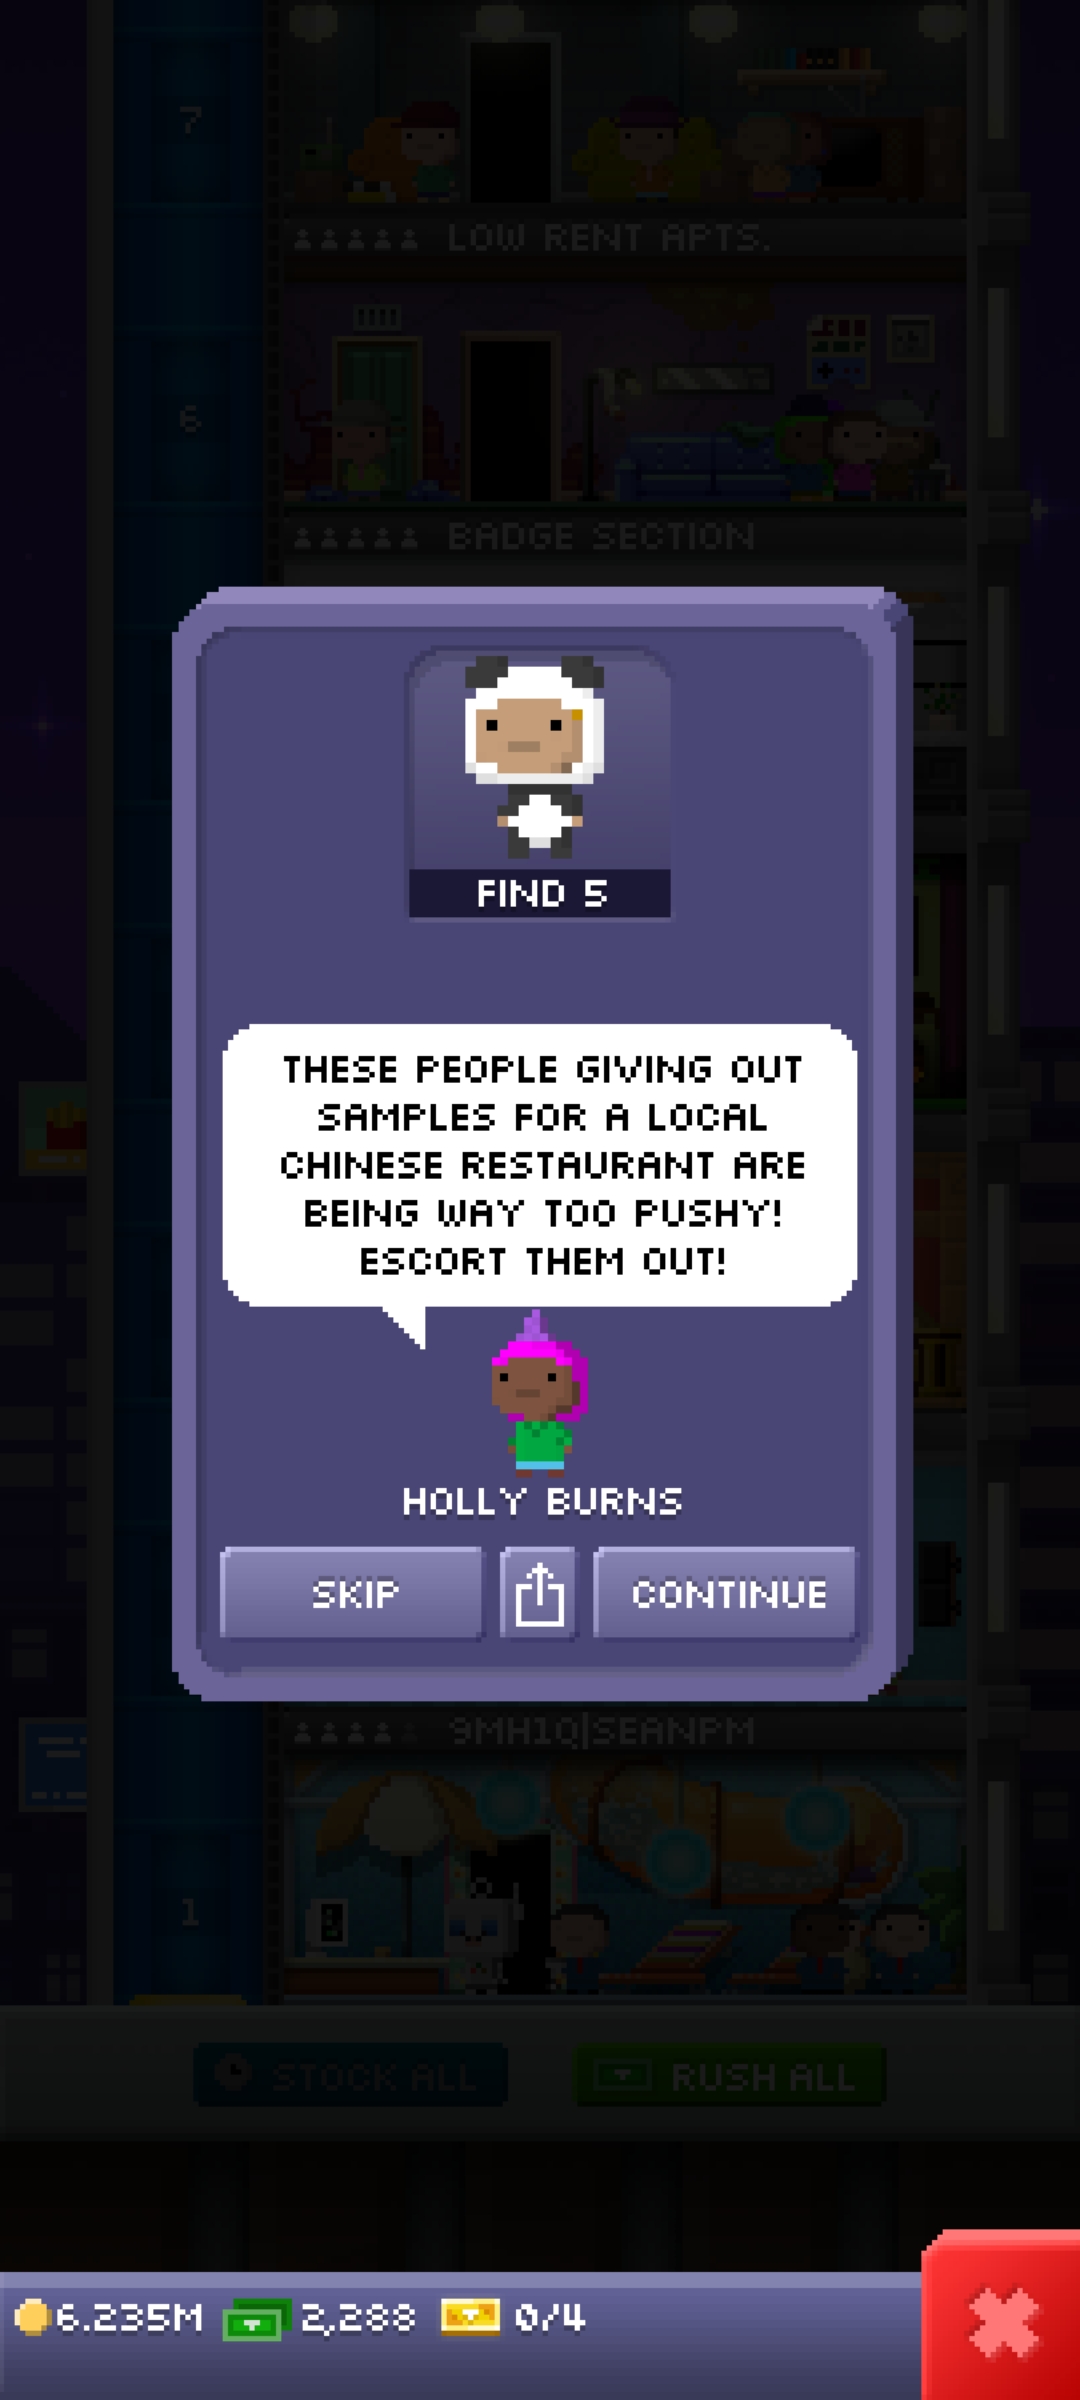 7
LOW RENT APTS.
6
BADGE SECTION
FIND 5
THESE PEOPLE GIVING OUT
SAMPLES FOR A LOCAL
CHINESE RESTAURANT ARE
BEING WAY TOO PUSHY!
ESCORT THEM OUT!
HOLLY BURNS
SKIP
CONTINUE
9MH1Q|SEANPM
1
STOCK ALL
RUSH ALL
6.235M 2,288 0/4